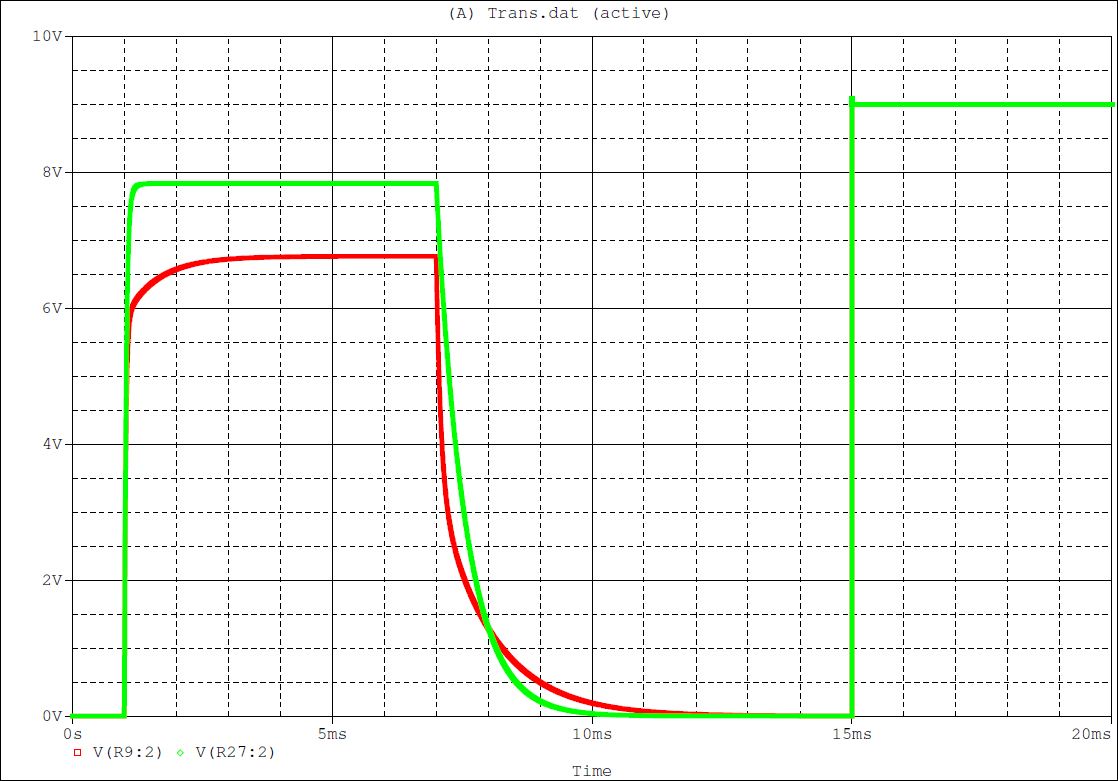 (A) Trans.dat (active)
10V
8V
6V
4V
2V
0V
0s 5ms 10ms 15ms 20ms
V(R9:2) V(R27:2)
Time